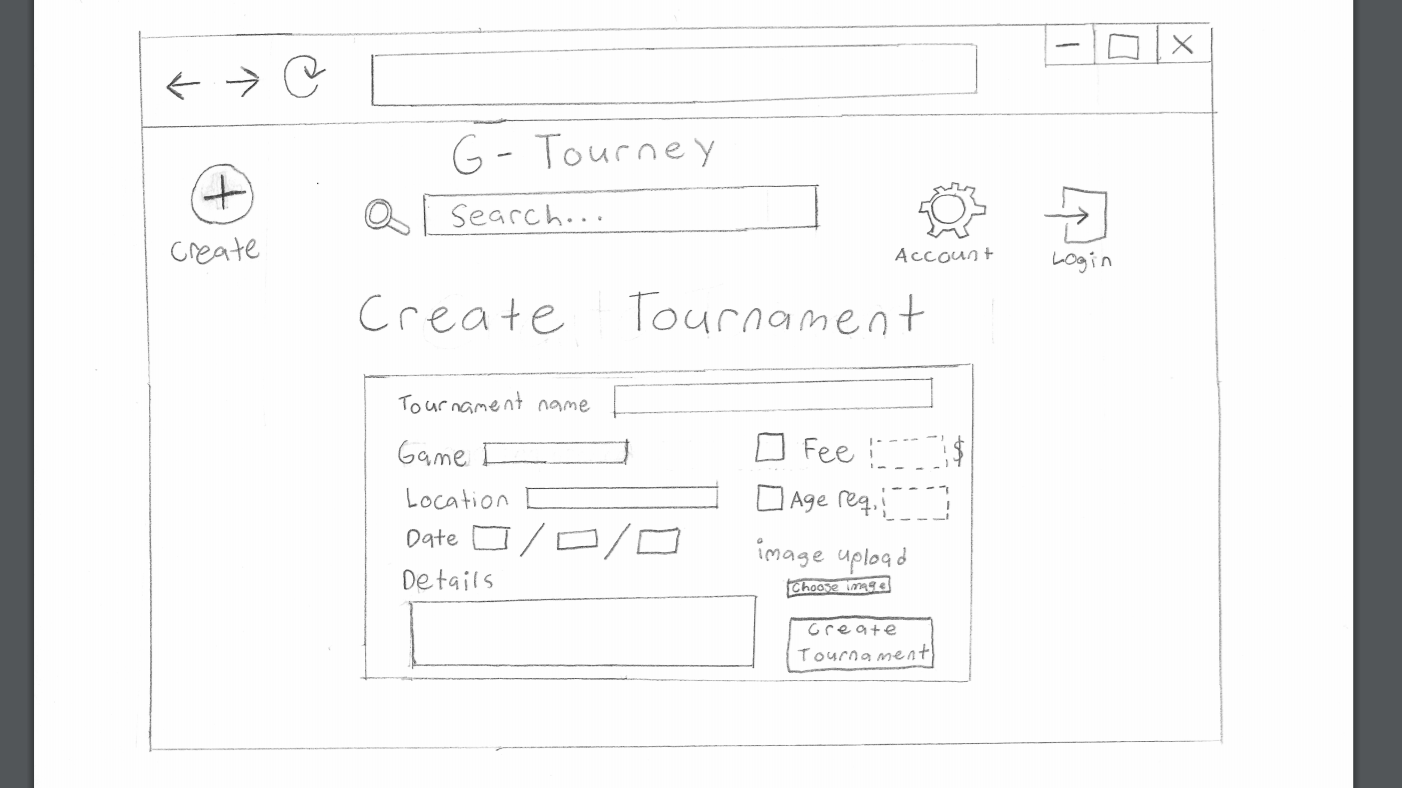 G - Tourney
Search...
Create
Account
Login
Create Tournament
Tournament name
Game
Fee $
Location
Age req.
Date / /
image upload
Details
Choose image
Create
Tournament